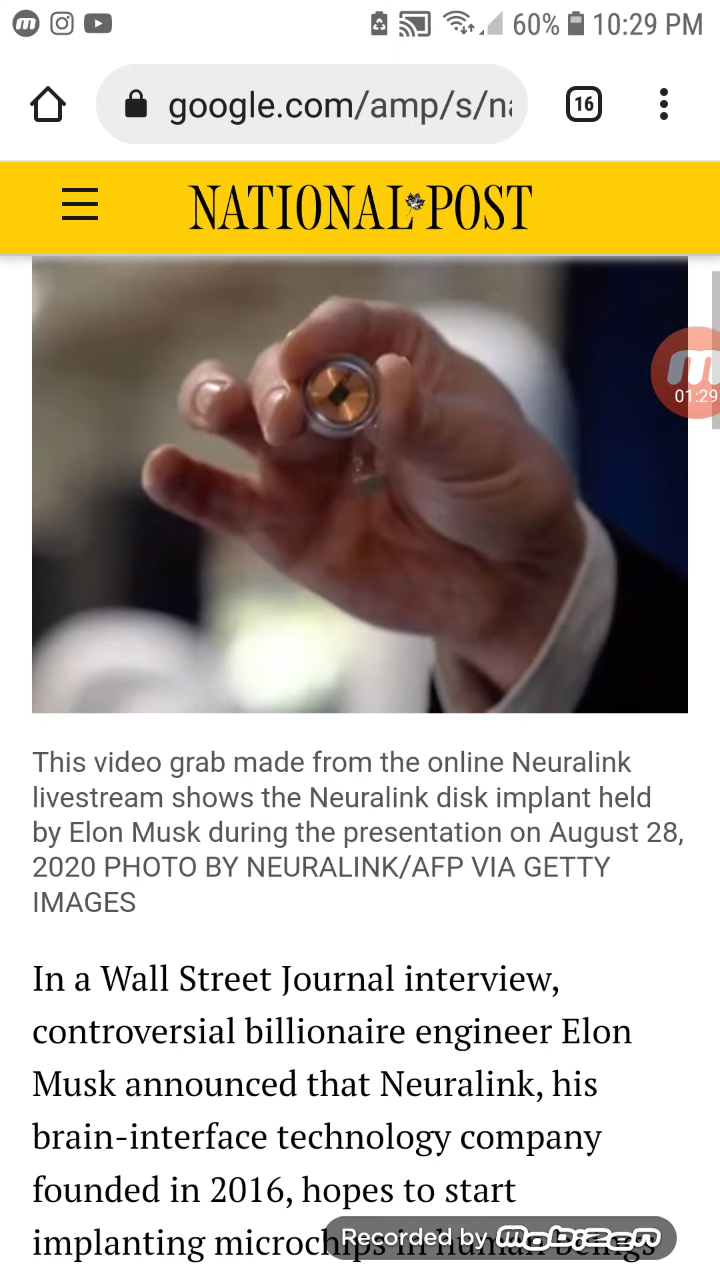 60% 10:29 PM
google.com/amp/s/na
16
NATIONAL POST
01:29
This video grab made from the online Neuralink
livestream shows the Neuralink disk implant held
by Elon Musk during the presentation on August 28,
2020 PHOTO BY NEURALINK/AFP VIA GETTY
IMAGES
In a Wall Street Journal interview,
controversial billionaire engineer Elon
Musk announced that Neuralink, his
brain-interface technology company
founded in 2016, hopes to start
implanting microchips in human beings
Recorded by Mobizen